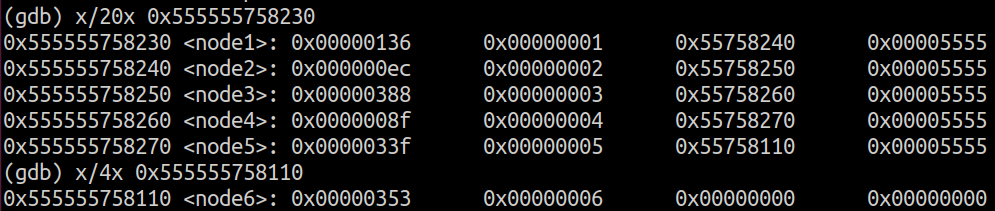 (gdb) x/20x 0x555555758230
0x555555758230 <node1>: 0x00000136 0x00000001 0x55758240 0x00005555
0x555555758240 <node2>: 0x000000ec 0x00000002 0x55758250 0x00005555
0x555555758250 <node3>: 0x00000388 0x00000003 0x55758260 0x00005555
0x555555758260 <node4>: 0x0000008f 0x00000004 0x55758270 0x00005555
0x555555758270 <node5>: 0x0000033f 0x00000005 0x55758110 0x00005555
(gdb) x/4x 0x555555758110
0x555555758110 <node6>: 0x00000353 0x00000006 0x00000000 0x00000000